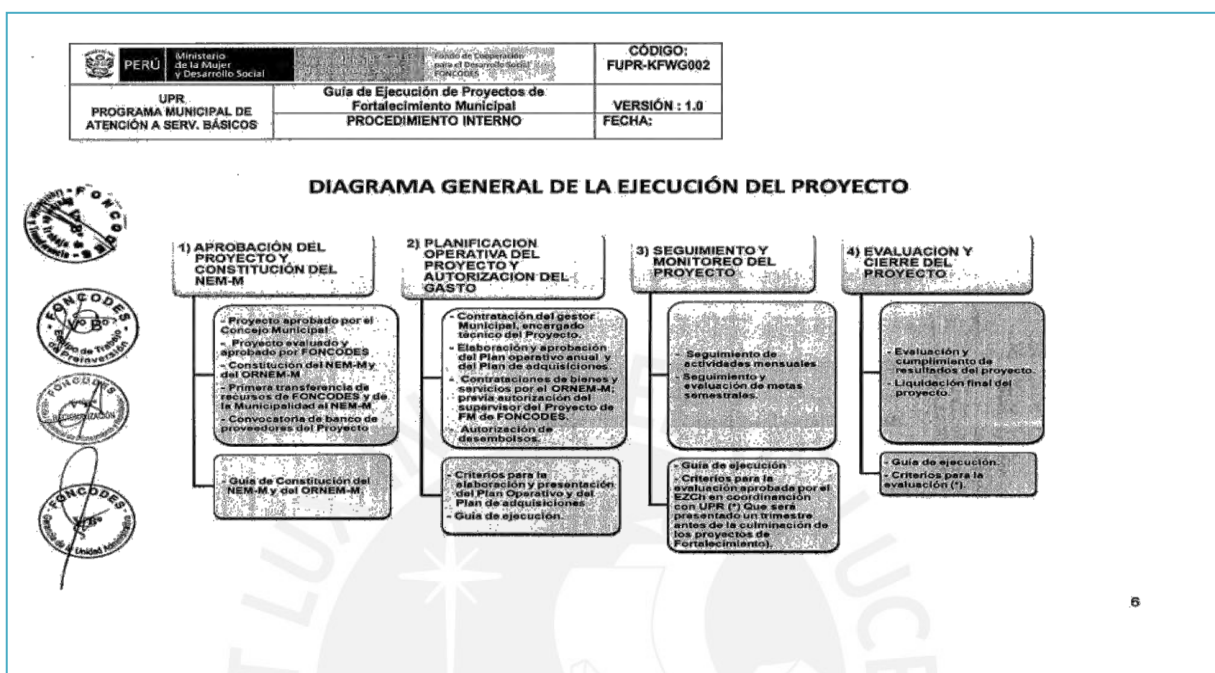 PERÚ
Ministerio
de la Mujer
y Desarrollo Social
Fondo de Cooperación
para el Desarrollo Social
FONCODES
CÓDIGO:
FUPR-KFWG002
UPR
PROGRAMA MUNICIPAL DE
ATENCIÓN A SERV. BÁSICOS
Guía de Ejecución de Proyectos de
Fortalecimiento Municipal
PROCEDIMIENTO INTERNO
VERSIÓN : 1.0
FECHA:
DIAGRAMA GENERAL DE LA EJECUCIÓN DEL PROYECTO
1) APROBACIÓN DEL
PROYECTO Y
CONSTITUCIÓN DEL
NEM-M
- Proyecto aprobado por el
Concejo Municipal
- Proyecto evaluado y
aprobado por FONCODES
- Constitución del NEM-M y
del ORNEM-M
- Primera transferencia de
recursos de FONCODES y de
la Municipalidad al NEM-M
- Convocatoria de banco de
proveedores del Proyecto
- Guía de Constitución del
NEM-M y del ORNEM-M
2) PLANIFICACION
OPERATIVA DEL
PROYECTO Y
AUTORIZACION DEL
GASTO
- Contratación del gestor
Municipal, encargado
técnico del Proyecto.
- Elaboración y aprobación
del Plan operativo anual y
del Plan de adquisiciones
- Contrataciones de bienes y
servicios por el ORNEM-M;
previa autorización del
supervisor del Proyecto de
FM de FONCODES.
- Autorización de
desembolsos.
- Criterios para la
elaboración y presentación
del Plan Operativo y del
Plan de adquisiciones
- Guía de ejecución.
3) SEGUIMIENTO Y
MONITOREO DEL
PROYECTO
- Seguimiento de
actividades mensuales
- Seguimiento y
evaluación de metas
semestrales.
- Guía de ejecución
- Criterios para la
evaluación aprobada por el
EZCh en coordinación
con UPR (*) Que será
presentado un trimestre
antes de la culminación de
los proyectos de
Fortalecimiento).
4) EVALUACION Y
CIERRE DEL
PROYECTO
- Evaluación y
cumplimiento de
resultados del proyecto.
- Liquidación final del
proyecto.
- Guía de ejecución.
- Criterios para la
evaluación (*).
FONCODES
VºBº
Equipo de Trabajo
de Preinversión
FONCODES
FONCODES
VºBº
Gerencia de la Unidad
LUX
LUCE
6